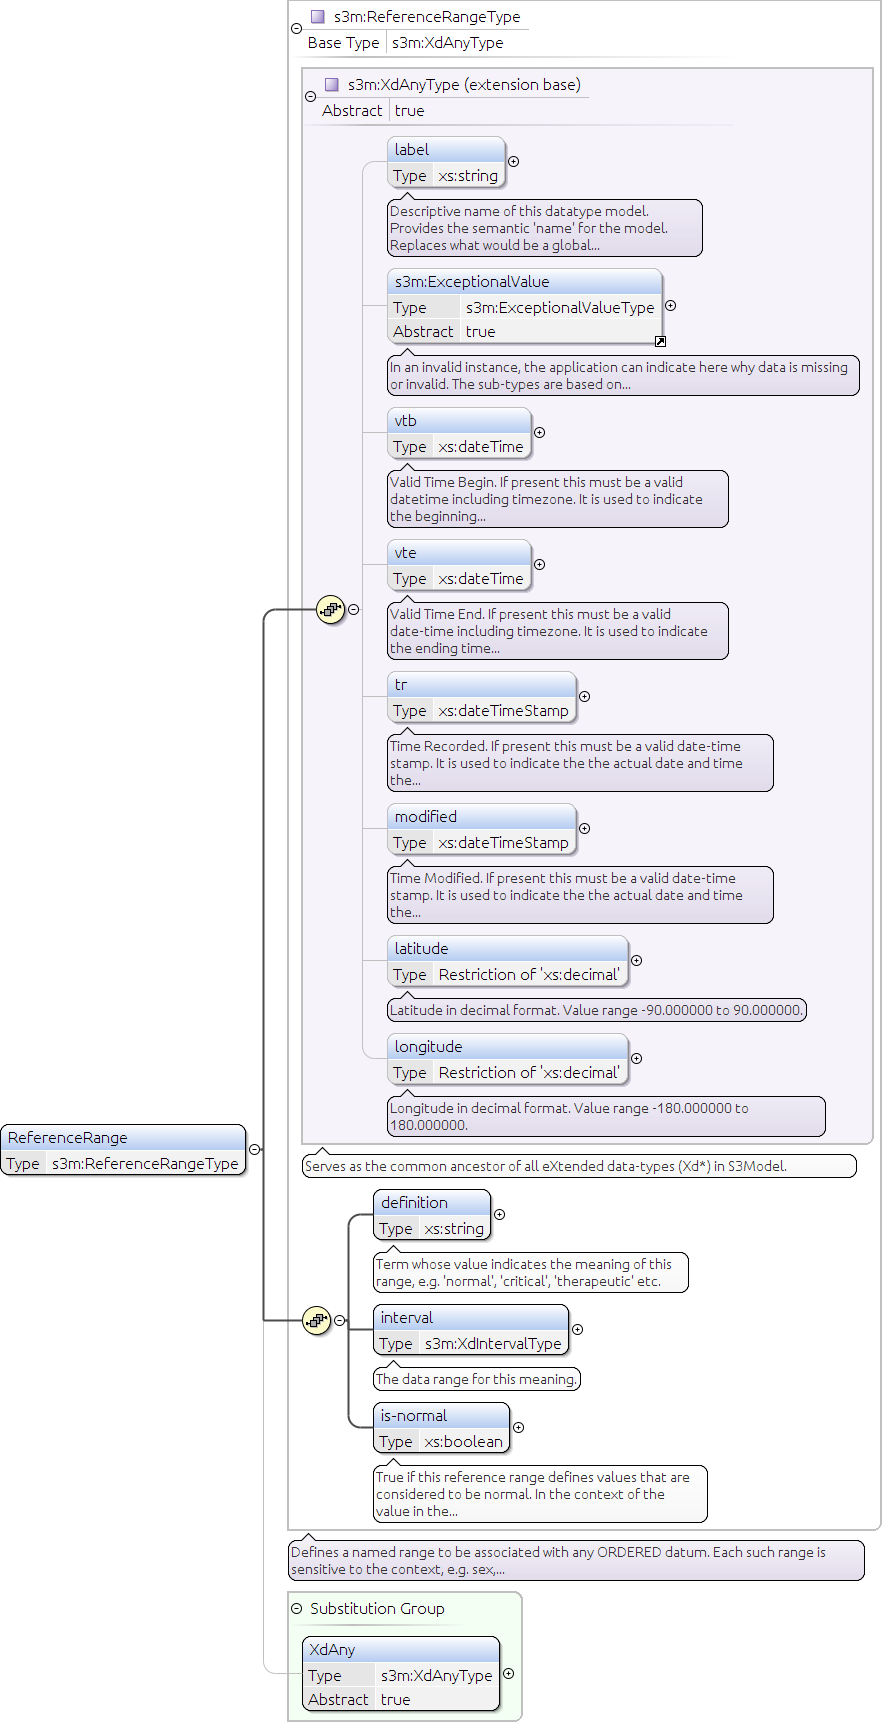 s3m:ReferenceRangeType
Base Type s3m:XdAnyType
s3m:XdAnyType (extension base)
Abstract true
label
Type xs:string
Descriptive name of this datatype model.
Provides the semantic 'name' for the model.
Replaces what would be a global...
s3m:ExceptionalValue
Type s3m:ExceptionalValueType
Abstract true
In an invalid instance, the application can indicate here why data is missing
or invalid. The sub-types are based on...
vtb
Type xs:dateTime
Valid Time Begin. If present this must be a valid
datetime including timezone. It is used to indicate
the beginning...
vte
Type xs:dateTime
Valid Time End. If present this must be a valid
date-time including timezone. It is used to indicate
the ending time...
tr
Type xs:dateTimeStamp
Time Recorded. If present this must be a valid date-time
stamp. It is used to indicate the the actual date and time
the...
modified
Type xs:dateTimeStamp
Time Modified. If present this must be a valid date-time
stamp. It is used to indicate the the actual date and time
the...
latitude
Type Restriction of 'xs:decimal'
Latitude in decimal format. Value range -90.000000 to 90.000000.
longitude
Type Restriction of 'xs:decimal'
Longitude in decimal format. Value range -180.000000 to
180.000000.
ReferenceRange
Type s3m:ReferenceRangeType
Serves as the common ancestor of all eXtended data-types (Xd*) in S3Model.
definition
Type xs:string
Term whose value indicates the meaning of this
range, e.g. 'normal', 'critical', 'therapeutic' etc.
interval
Type s3m:XdIntervalType
The data range for this meaning.
is-normal
Type xs:boolean
True if this reference range defines values that are
considered to be normal. In the context of the
value in the...
Defines a named range to be associated with any ORDERED datum. Each such range is
sensitive to the context, e.g. sex,...
Substitution Group
XdAny
Type s3m:XdAnyType
Abstract true